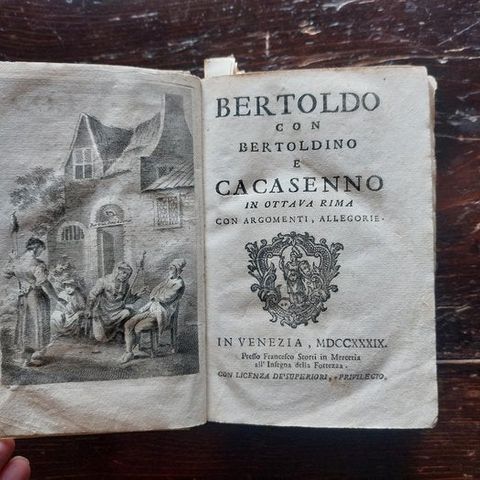 BERTOLDO
CON
BERTOLDINO
E
CACASENNO
IN OTTAVA RIMA
CON ARGOMENTI, ALLEGORIE.
IN VENEZIA, MDCCXXXIX.
Presso Francesco Storti in Merceria
all' Insegna della Fortezza.
CON LICENZA DE' SUPERIORI, PRIVILEGIO.